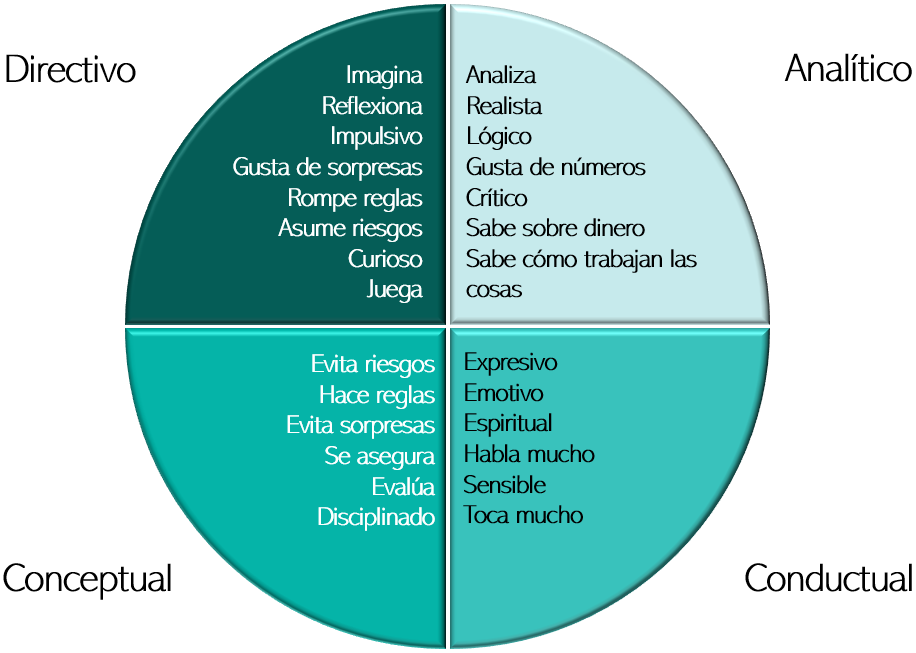 Directivo
Imagina
Reflexiona
Impulsivo
Gusta de sorpresas
Rompe reglas
Asume riesgos
Curioso
Juega
Analítico
Analiza
Realista
Lógico
Gusta de números
Crítico
Sabe sobre dinero
Sabe cómo trabajan las
cosas
Evita riesgos
Hace reglas
Evita sorpresas
Se asegura
Evalúa
Disciplinado
Conceptual
Expresivo
Emotivo
Espiritual
Habla mucho
Sensible
Toca mucho
Conductual